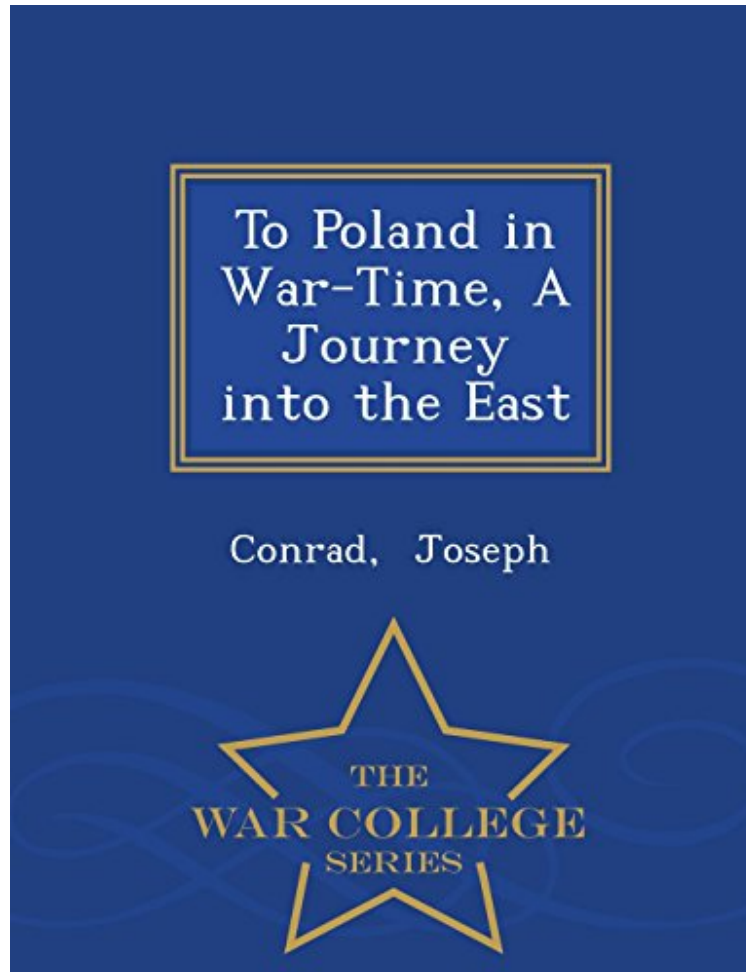 To Poland in
War-Time, A
Journey
into the East
Conrad, Joseph
THE
WAR COLLEGE
SERIES